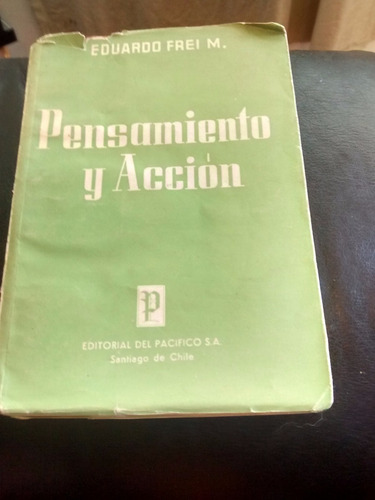 EDUARDO FREI M.
Pensamiento
y Acción
P
EDITORIAL DEL PACIFICO S.A.
Santiago de Chile